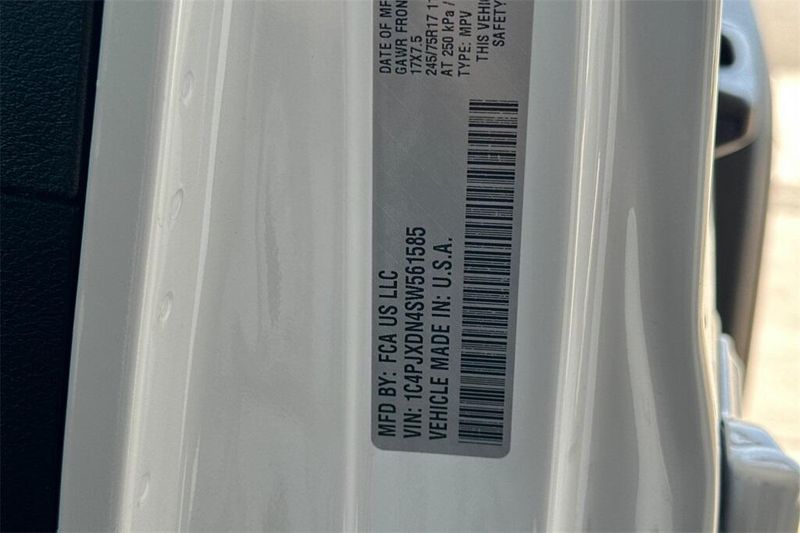 MFD BY: FCA US LLC
VIN: 1C4PJXDN4SW561585
VEHICLE MADE IN: U.S.A.
DATE OF MF
GAWR FRON
17X7.5
245/75R17
AT 250 kPa /
TYPE: MPV
THIS VEHI
SAFETY